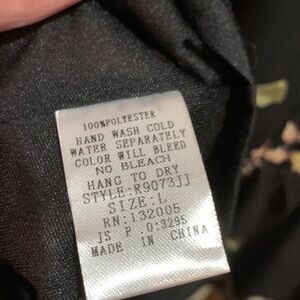 100%POLYESTER
HAND WASH COLD
WATER SEPARATELY
COLOR WILL BLEED
NO BLEACH
HANG TO DRY
STYLE:R9073JJ
SIZE:L
RN:132005
JS P.O:3295
MADE IN CHINA